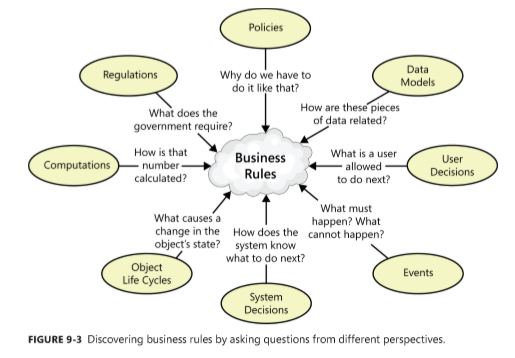 Policies
Regulations
Data
Models
Why do we have to
do it like that?
What does the
government require?
How are these pieces
of data related?
Computations
How is that
number
calculated?
Business
Rules
What is a user
allowed
to do next?
User
Decisions
What causes a
change in the
object's state?
How does the
system know
what to do next?
What must
happen? What
cannot happen?
Object
Life Cycles
System
Decisions
Events
FIGURE 9-3 Discovering business rules by asking questions from different perspectives.